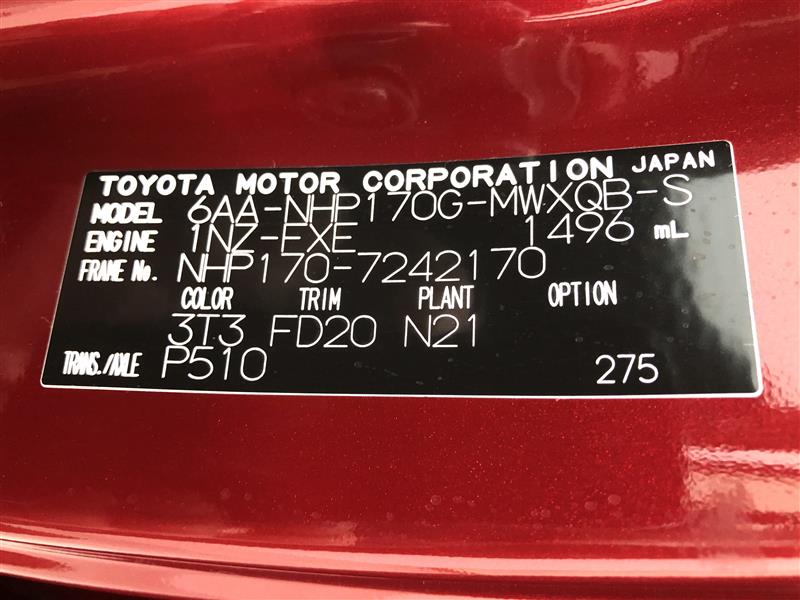 TOYOTA MOTOR CORPORATION JAPAN
MODEL 6AA-NHP170G-MWXQB-S
ENGINE 1NZ-FXE 1496 mL
FRAME No. NHP170-7242170
COLOR TRIM PLANT OPTION
3T3 FD20 N21
TRANS./AXLE P510 275